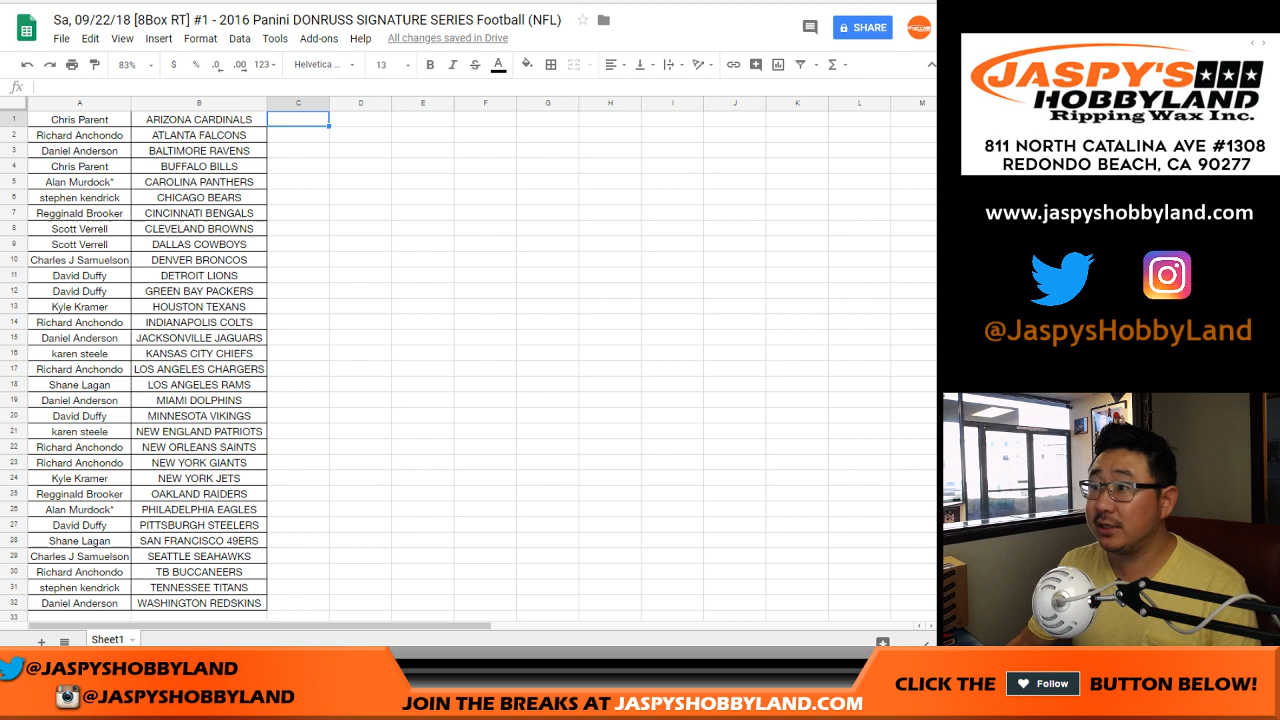 Sa, 09/22/18 [8Box RT] #1 - 2016 Panini DONRUSS SIGNATURE SERIES Football (NFL)
File Edit View Insert Format Data Tools Add-ons Help All changes saved in Drive
SHARE
83% $ % .0 .00 123 Helvetica ... 13 B I S A
fx
A B C D E F G H I J K L M
1 Chris Parent ARIZONA CARDINALS
2 Richard Anchondo ATLANTA FALCONS
3 Daniel Anderson BALTIMORE RAVENS
4 Chris Parent BUFFALO BILLS
5 Alan Murdock* CAROLINA PANTHERS
6 stephen kendrick CHICAGO BEARS
7 Regginald Brooker CINCINNATI BENGALS
8 Scott Verrell CLEVELAND BROWNS
9 Scott Verrell DALLAS COWBOYS
10 Charles J Samuelson DENVER BRONCOS
11 David Duffy DETROIT LIONS
12 David Duffy GREEN BAY PACKERS
13 Kyle Kramer HOUSTON TEXANS
14 Richard Anchondo INDIANAPOLIS COLTS
15 Daniel Anderson JACKSONVILLE JAGUARS
16 karen steele KANSAS CITY CHIEFS
17 Richard Anchondo LOS ANGELES CHARGERS
18 Shane Lagan LOS ANGELES RAMS
19 Daniel Anderson MIAMI DOLPHINS
20 David Duffy MINNESOTA VIKINGS
21 karen steele NEW ENGLAND PATRIOTS
22 Richard Anchondo NEW ORLEANS SAINTS
23 Richard Anchondo NEW YORK GIANTS
24 Kyle Kramer NEW YORK JETS
25 Regginald Brooker OAKLAND RAIDERS
26 Alan Murdock* PHILADELPHIA EAGLES
27 David Duffy PITTSBURGH STEELERS
28 Shane Lagan SAN FRANCISCO 49ERS
29 Charles J Samuelson SEATTLE SEAHAWKS
30 Richard Anchondo TB BUCCANEERS
31 stephen kendrick TENNESSEE TITANS
32 Daniel Anderson WASHINGTON REDSKINS
33
Sheet1
JASPY'S
HOBBYLAND
Ripping Wax Inc.
811 NORTH CATALINA AVE #1308
REDONDO BEACH, CA 90277
www.jaspyshobbyland.com
@JaspysHobbyLand
@JASPYSHOBBYLAND
@JASPYSHOBBYLAND
JOIN THE BREAKS AT JASPYSHOBBYLAND.COM
CLICK THE Follow BUTTON BELOW!